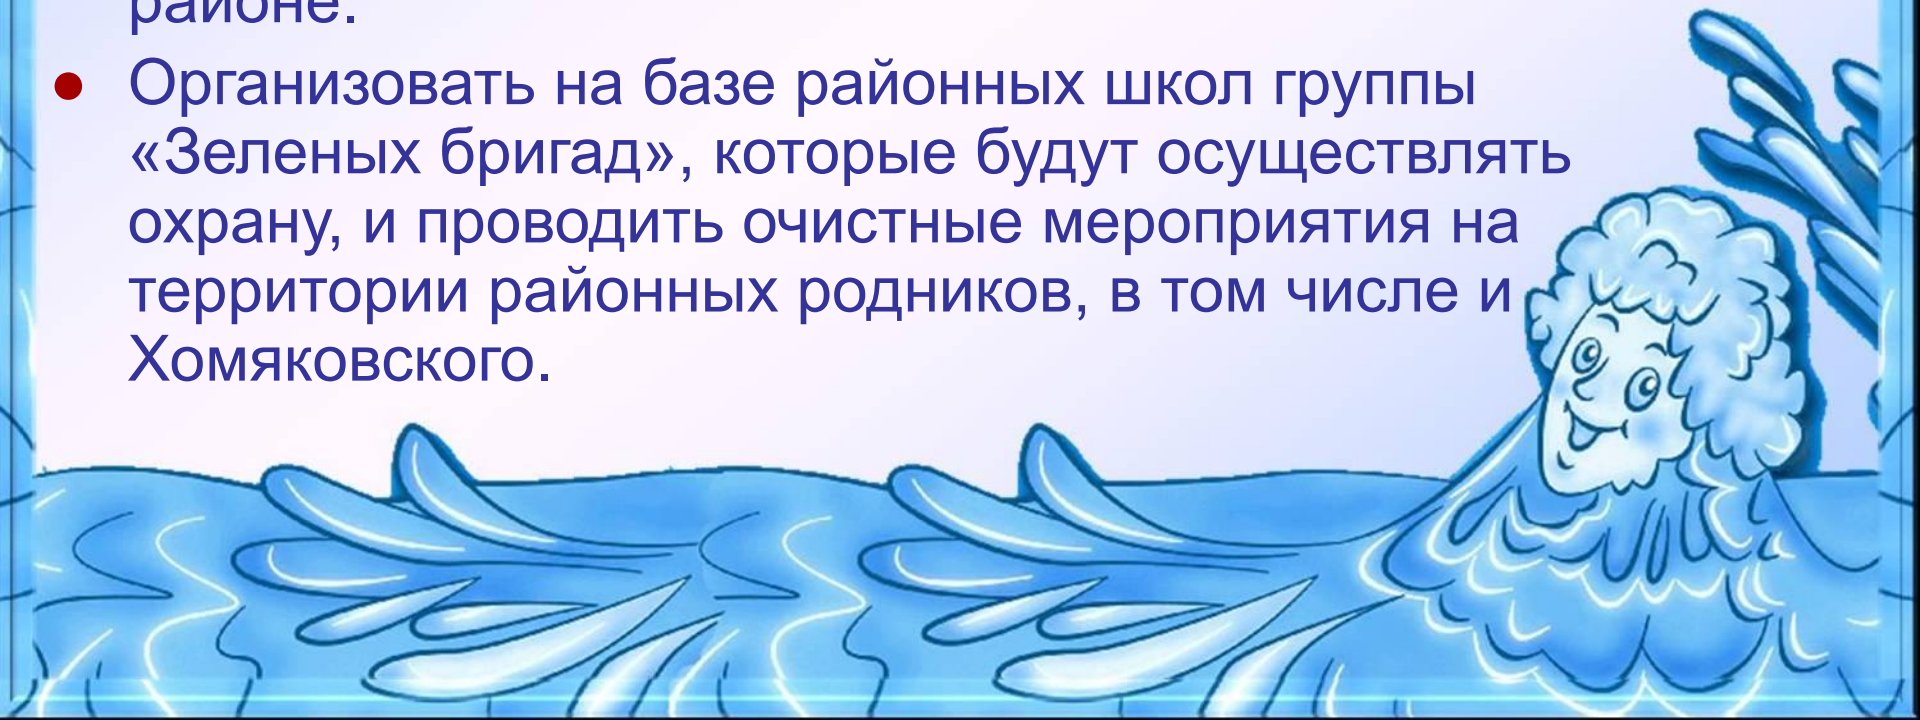 районе.
• Организовать на базе районных школ группы
«Зеленых бригад», которые будут осуществлять
охрану, и проводить очистные мероприятия на
территории районных родников, в том числе и
Хомяковского.